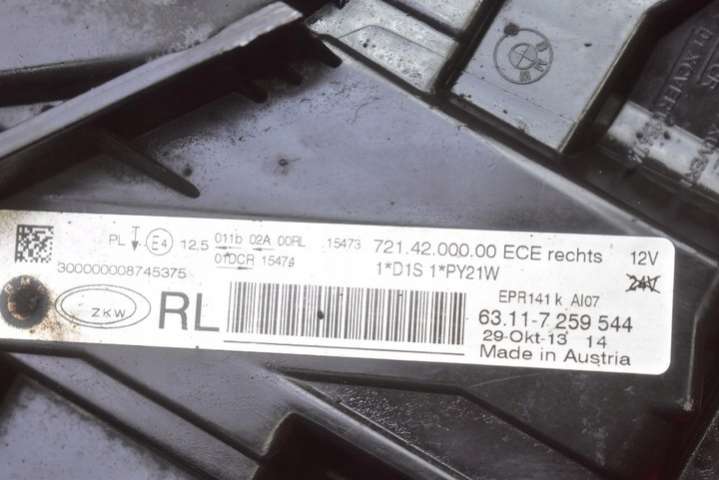 BMW
PL E4 12.5 011b 02A 00RL 15473 721.42.000.00 ECE rechts 12V
01DCR 15474 1*D1S 1*PY21W 24V
300000008745375
EPR141 k AI07
ZKW RL 63.11-7 259 544
29-Okt-13 14
Made in Austria